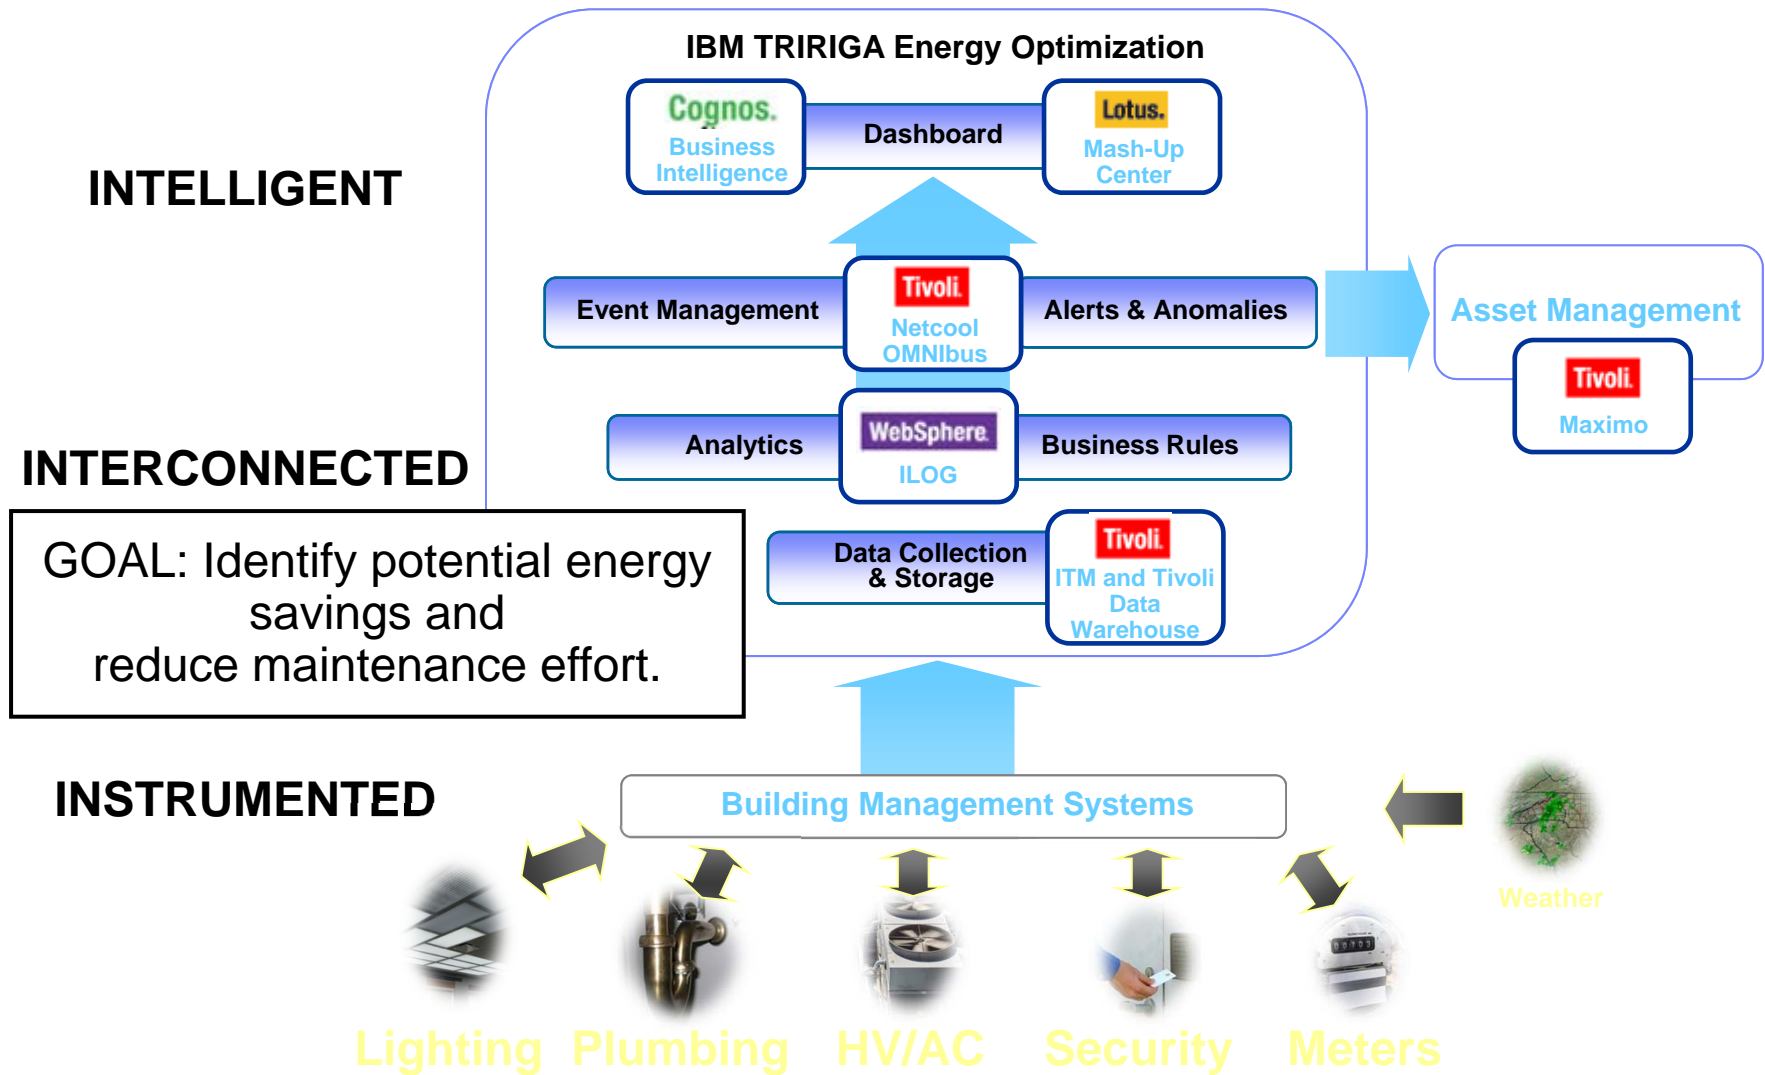 IBM TRIRIGA Energy Optimization
Cognos.
Business
Intelligence
Dashboard
Lotus.
Mash-Up
Center
INTELLIGENT
Event Management
Tivoli.
Netcool
OMNIbus
Alerts & Anomalies
Asset Management
Tivoli.
Maximo
Analytics
WebSphere.
ILOG
Business Rules
INTERCONNECTED
GOAL: Identify potential energy
savings and
reduce maintenance effort.
Data Collection
& Storage
Tivoli.
ITM and Tivoli
Data
Warehouse
INSTRUMENTED
Building Management Systems
Weather
Lighting
Plumbing
HV/AC
Security
Meters